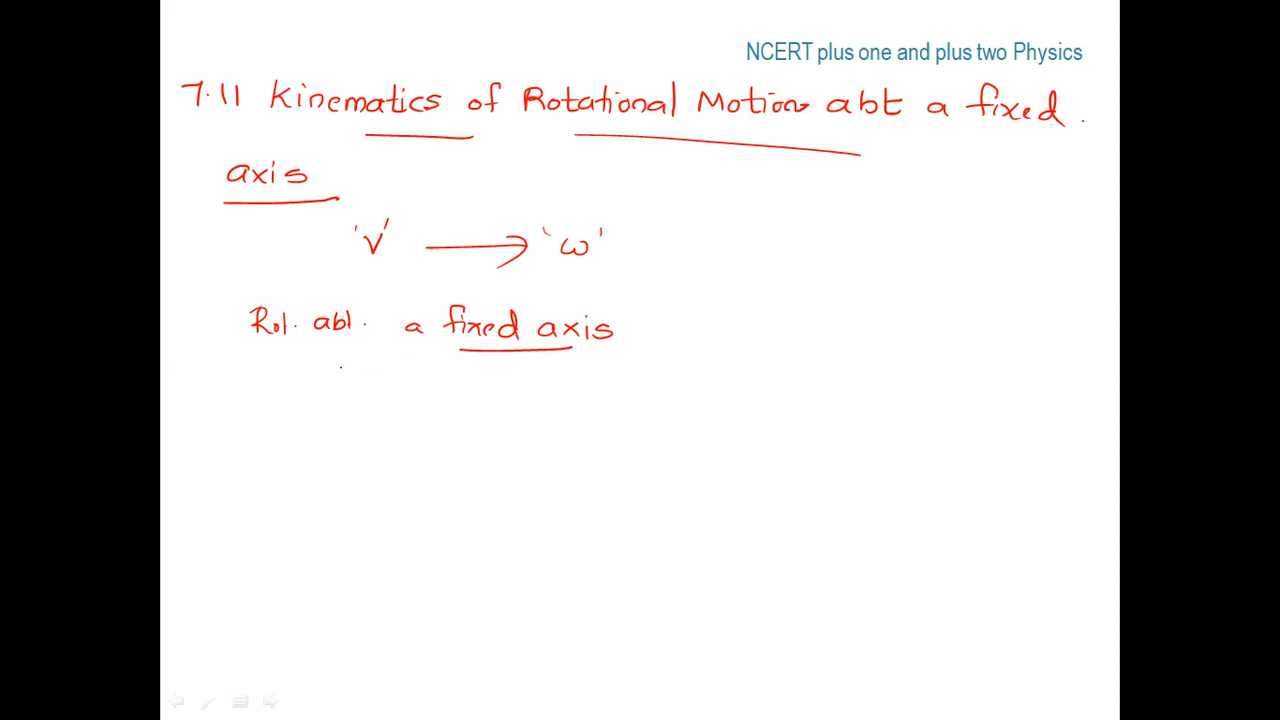 NCERT plus one and plus two Physics
7.11 Kinematics of Rotational Motion abt a fixed.
axis
'v' → 'ω'
Rot. abt. a fixed axis